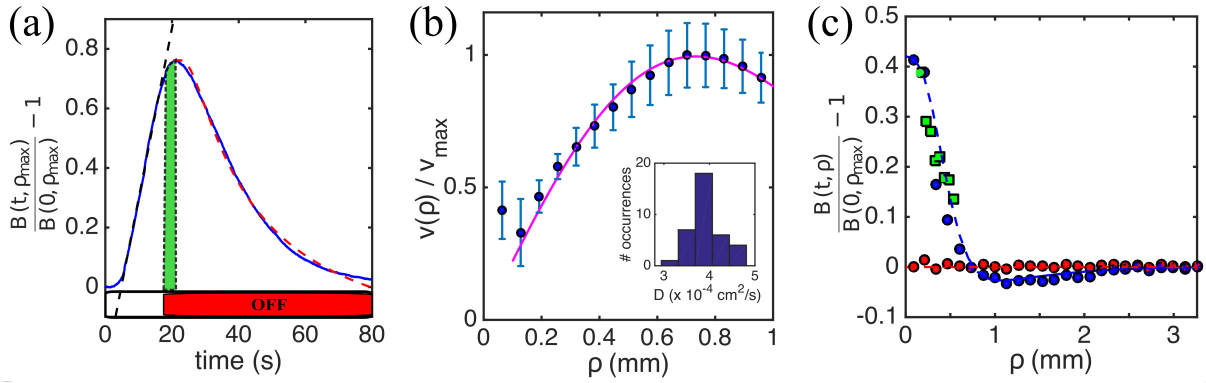 (a)
B(t, ρmax)
B(0, ρmax)
− 1
0.8
0.6
0.4
0.2
0
OFF
0 20 40 60 80
time (s)
(b)
v(ρ) / vmax
1
0.5
0
0 0.2 0.4 0.6 0.8 1
ρ (mm)
# occurrences
20
10
0
3 4 5
D (x 10⁻⁴ cm²/s)
(c)
B(t, ρ)
B(0, ρmax)
− 1
0.5
0.4
0.3
0.2
0.1
0
-0.1
0 1 2 3
ρ (mm)